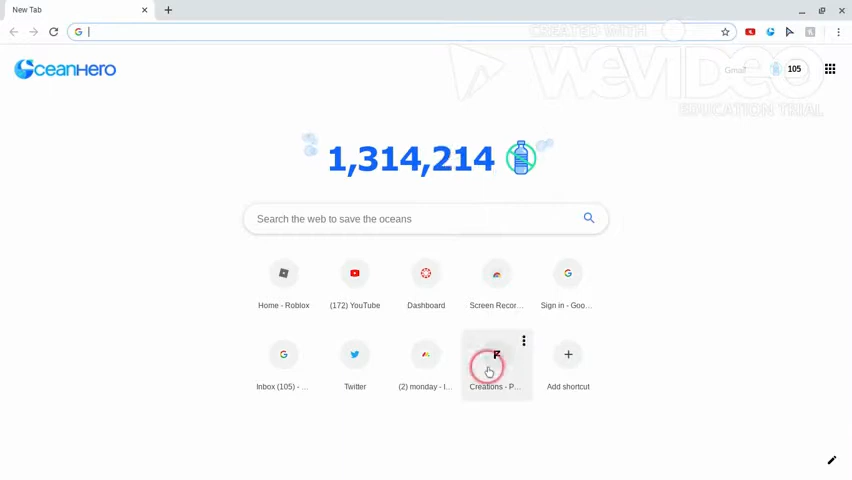 New Tab
CREATED WITH
WeVideo
EDUCATION TRIAL
OceanHero
Gmail
105
1,314,214
Search the web to save the oceans
Home - Roblox
(172) YouTube
Dashboard
Screen Recor...
Sign in - Goo...
Inbox (105) - ...
Twitter
(2) monday - I...
Creations - P...
Add shortcut